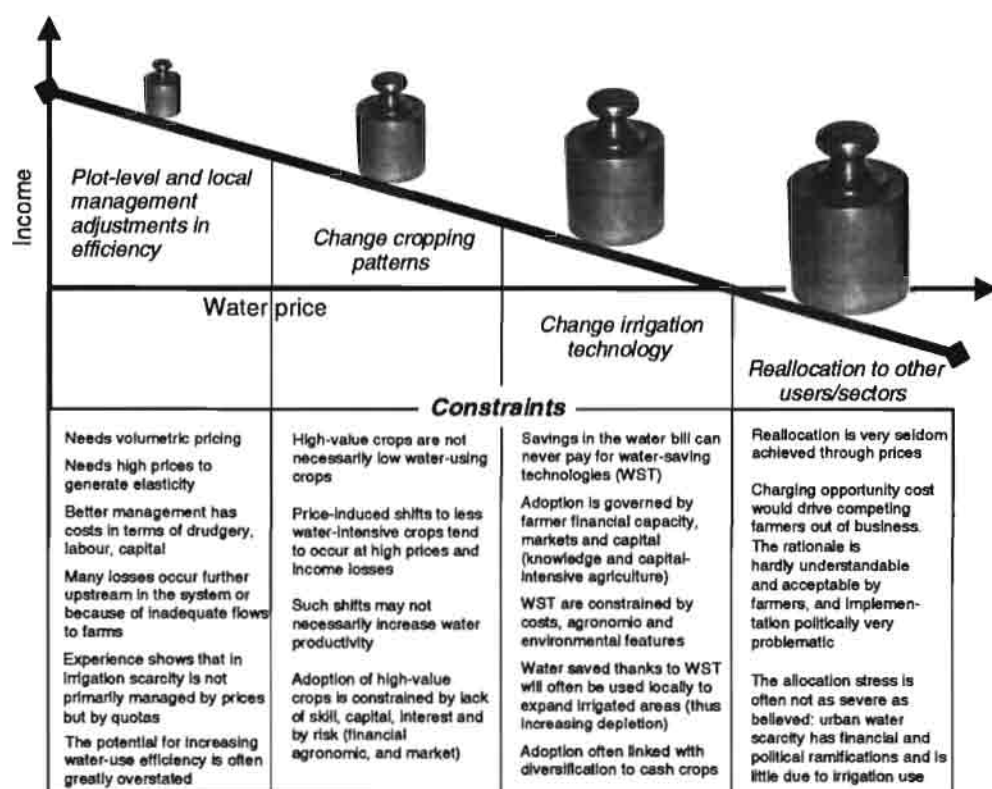 Income
Plot-level and local
management
adjustments in
efficiency
Change cropping
patterns
Water price
Change irrigation
technology
Reallocation to other
users/sectors
Constraints
Needs volumetric pricing
Needs high prices to
generate elasticity
Better management has
costs in terms of drudgery,
labour, capital
Many losses occur further
upstream in the system or
because of inadequate flows
to farms
Experience shows that in
irrigation scarcity is not
primarily managed by prices
but by quotas
The potential for increasing
water-use efficiency is often
greatly overstated
High-value crops are not
necessarily low water-using
crops
Price-induced shifts to less
water-intensive crops tend
to occur at high prices and
income losses
Such shifts may not
necessarily increase water
productivity
Adoption of high-value
crops is constrained by lack
of skill, capital, interest and
by risk (financial
agronomic, and market)
Savings in the water bill can
never pay for water-saving
technologies (WST)
Adoption is governed by
farmer financial capacity,
markets and capital
(knowledge and capital-
intensive agriculture)
WST are constrained by
costs, agronomic and
environmental features
Water saved thanks to WST
will often be used locally to
expand irrigated areas (thus
increasing depletion)
Adoption often linked with
diversification to cash crops
Reallocation is very seldom
achieved through prices
Charging opportunity cost
would drive competing
farmers out of business.
The rationale is
hardly understandable
and acceptable by
farmers, and implemen-
tation politically very
problematic
The allocation stress is
often not as severe as
believed: urban water
scarcity has financial and
political ramifications and is
little due to irrigation use